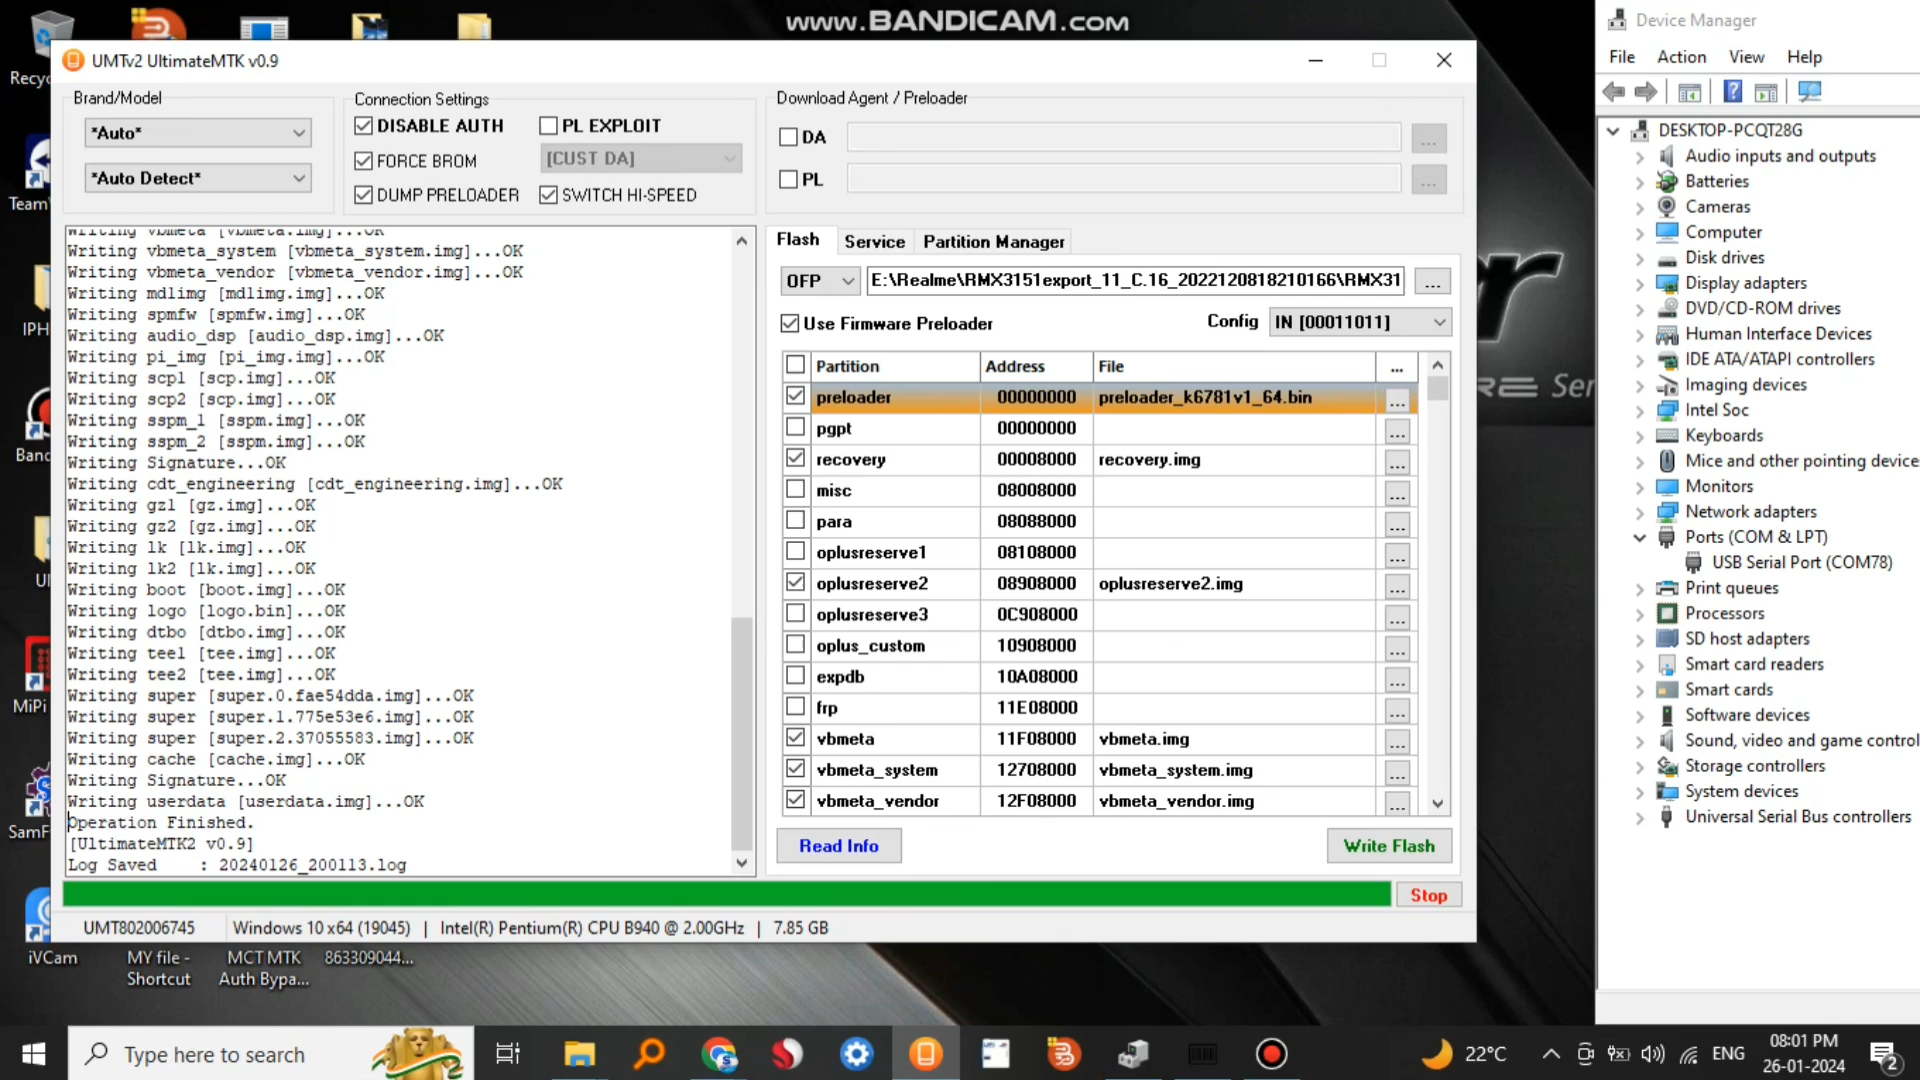 www.BANDICAM.com
Recyc
TeamV
IPH
Band
UI
MiPi
SamF
iVCam
MY file -
Shortcut
MCT MTK
Auth Bypa...
863309044...
UMTv2 UltimateMTK v0.9
Brand/Model
*Auto*
*Auto Detect*
Connection Settings
DISABLE AUTH
PL EXPLOIT
FORCE BROM
[CUST DA]
DUMP PRELOADER
SWITCH HI-SPEED
Download Agent / Preloader
DA
...
PL
...
Writing vbmeta [vbmeta.img]...OK
Writing vbmeta_system [vbmeta_system.img]...OK
Writing vbmeta_vendor [vbmeta_vendor.img]...OK
Writing mdlimg [mdlimg.img]...OK
Writing spmfw [spmfw.img]...OK
Writing audio_dsp [audio_dsp.img]...OK
Writing pi_img [pi_img.img]...OK
Writing scp1 [scp.img]...OK
Writing scp2 [scp.img]...OK
Writing sspm_1 [sspm.img]...OK
Writing sspm_2 [sspm.img]...OK
Writing Signature...OK
Writing cdt_engineering [cdt_engineering.img]...OK
Writing gz1 [gz.img]...OK
Writing gz2 [gz.img]...OK
Writing lk [lk.img]...OK
Writing lk2 [lk.img]...OK
Writing boot [boot.img]...OK
Writing logo [logo.bin]...OK
Writing dtbo [dtbo.img]...OK
Writing tee1 [tee.img]...OK
Writing tee2 [tee.img]...OK
Writing super [super.0.fae54dda.img]...OK
Writing super [super.1.775e53e6.img]...OK
Writing super [super.2.37055583.img]...OK
Writing cache [cache.img]...OK
Writing Signature...OK
Writing userdata [userdata.img]...OK
Operation Finished.
[UltimateMTK2 v0.9]
Log Saved : 20240126_200113.log
Flash Service Partition Manager
OFP E:\Realme\RMX3151export_11_C.16_2022120818210166\RMX31 ...
Use Firmware Preloader Config IN [00011011]
Partition Address File ...
preloader 00000000 preloader_k6781v1_64.bin ...
pgpt 00000000 ...
recovery 00008000 recovery.img ...
misc 08008000 ...
para 08088000 ...
oplusreserve1 08108000 ...
oplusreserve2 08908000 oplusreserve2.img ...
oplusreserve3 0C908000 ...
oplus_custom 10908000 ...
expdb 10A08000 ...
frp 11E08000 ...
vbmeta 11F08000 vbmeta.img ...
vbmeta_system 12708000 vbmeta_system.img ...
vbmeta_vendor 12F08000 vbmeta_vendor.img ...
Read Info Write Flash
Stop
UMT802006745 Windows 10 x64 (19045) | Intel(R) Pentium(R) CPU B940 @ 2.00GHz | 7.85 GB
Ser
Device Manager
File Action View Help
DESKTOP-PCQT28G
Audio inputs and outputs
Batteries
Cameras
Computer
Disk drives
Display adapters
DVD/CD-ROM drives
Human Interface Devices
IDE ATA/ATAPI controllers
Imaging devices
Intel Soc
Keyboards
Mice and other pointing device
Monitors
Network adapters
Ports (COM & LPT)
USB Serial Port (COM78)
Print queues
Processors
SD host adapters
Smart card readers
Smart cards
Software devices
Sound, video and game control
Storage controllers
System devices
Universal Serial Bus controllers
Type here to search
22°C
ENG
08:01 PM
26-01-2024
2